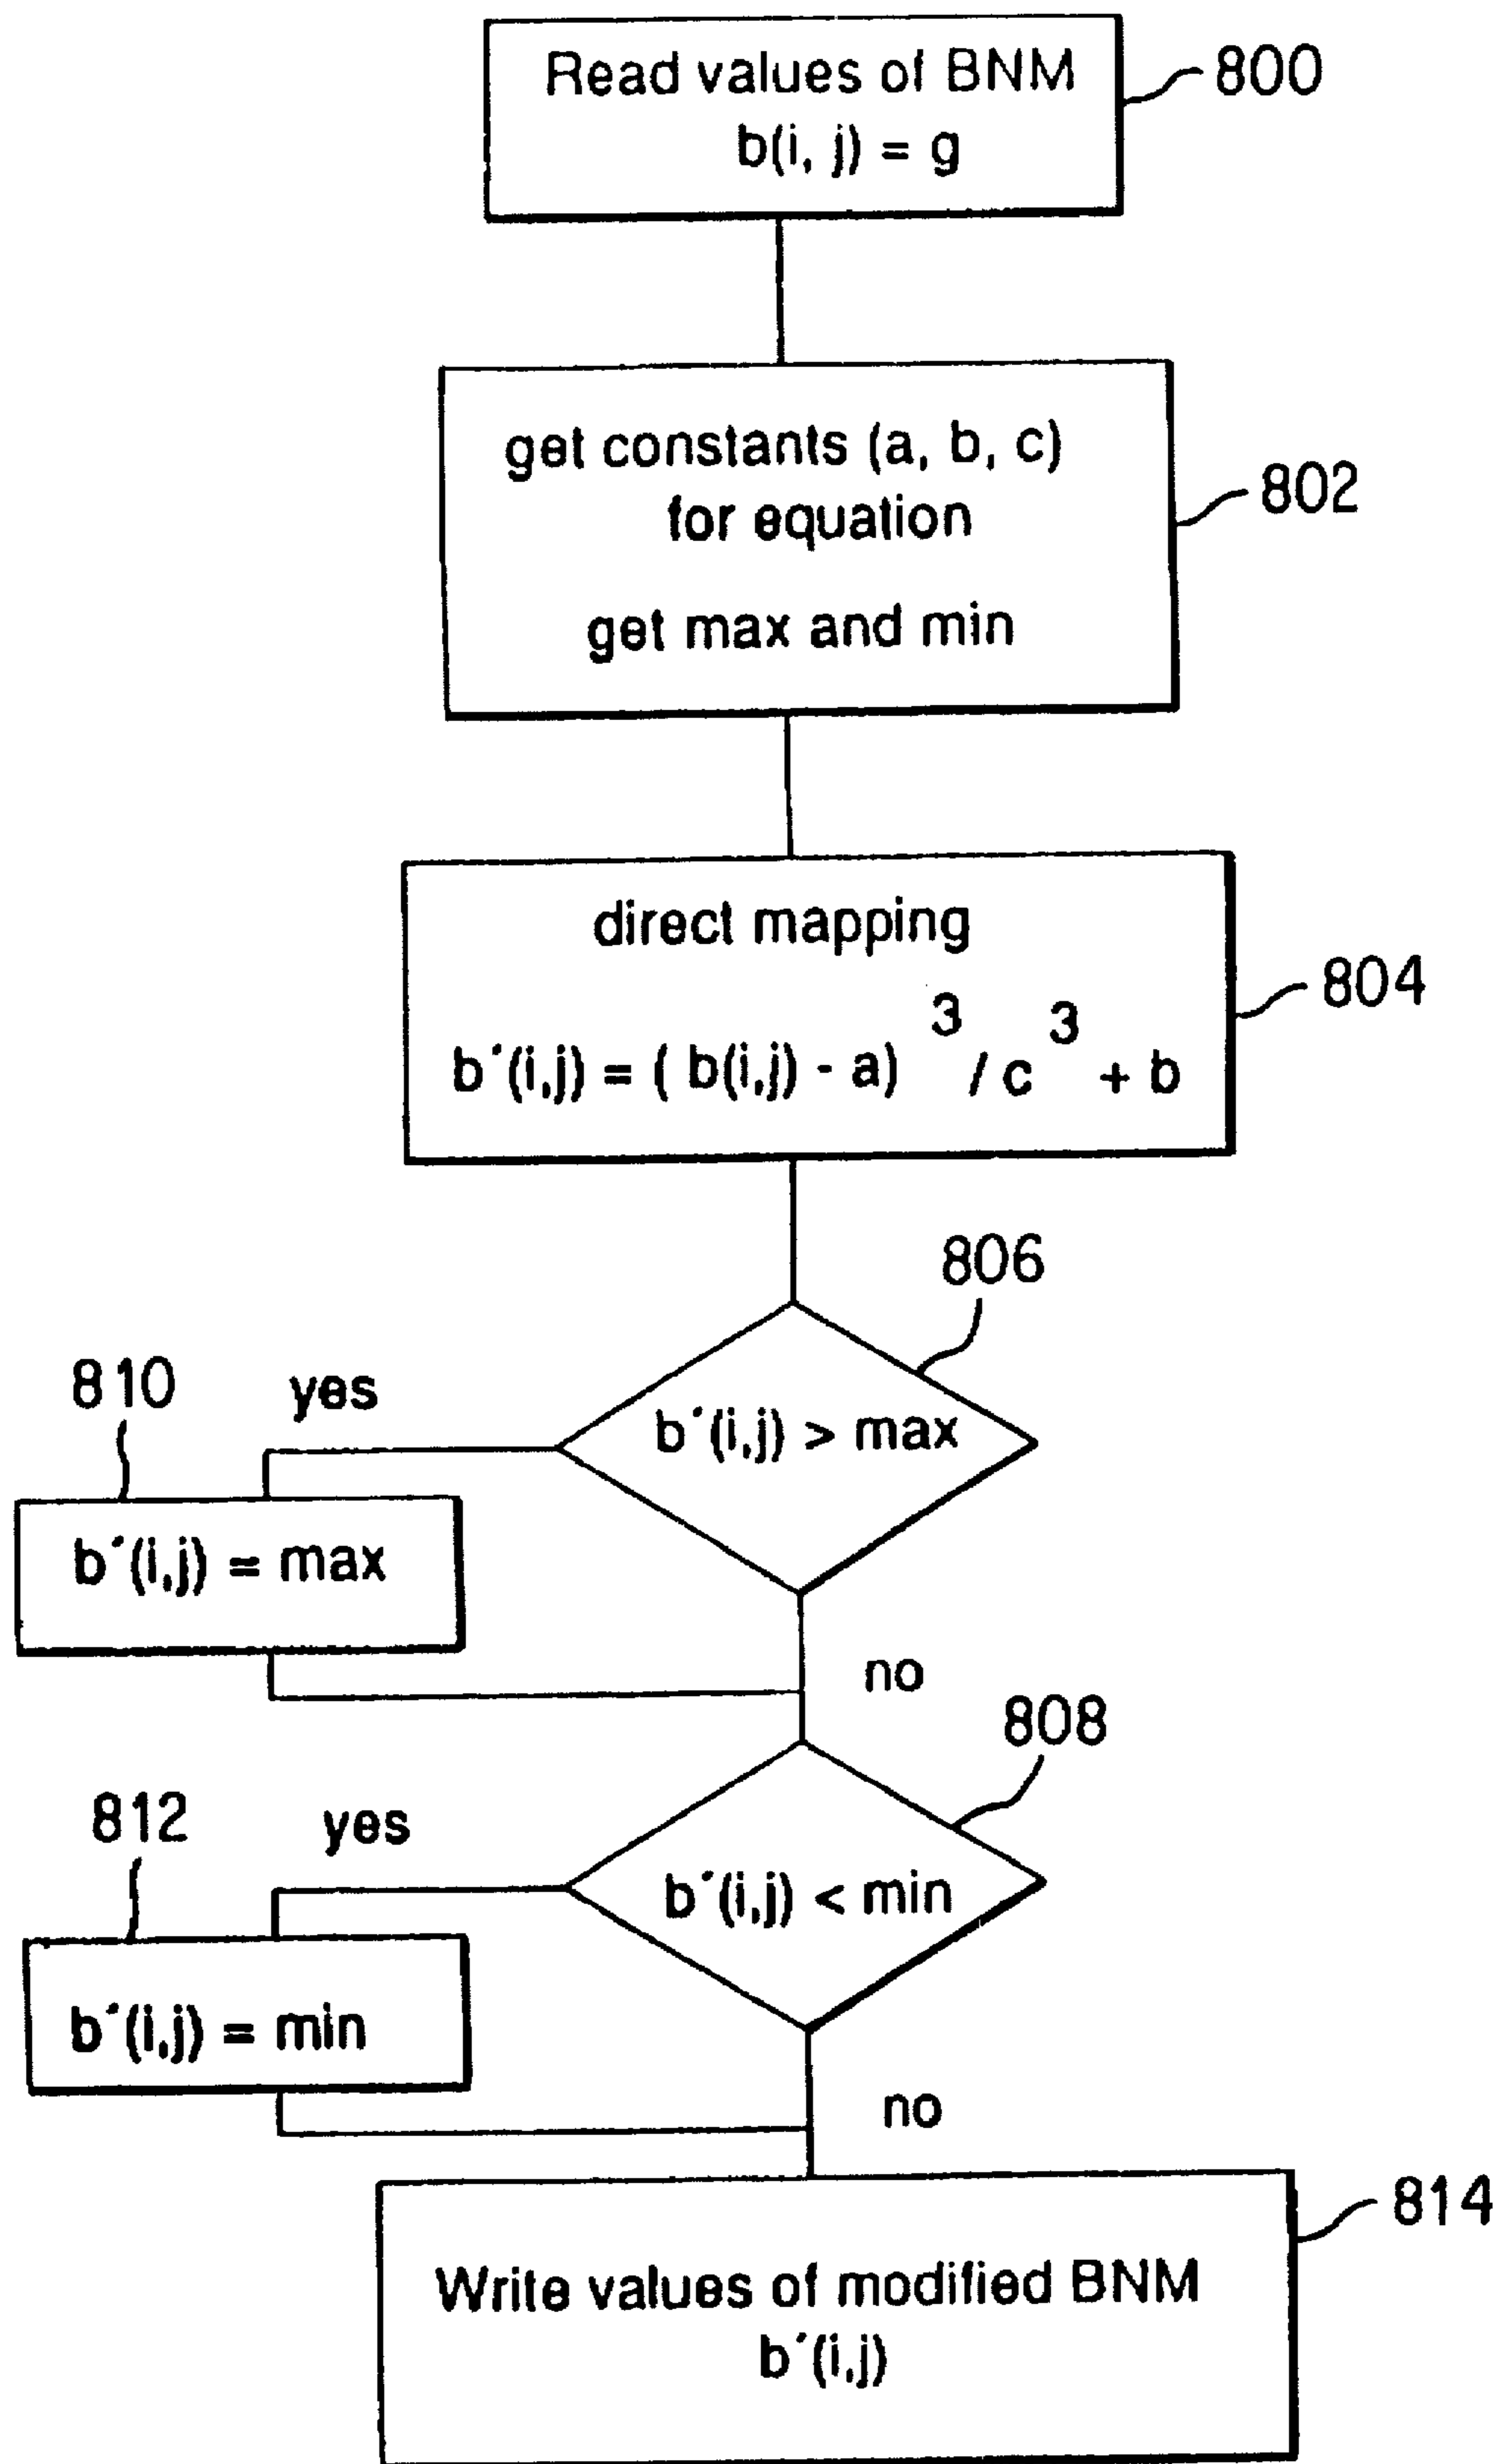 Read values of BNM
b(i, j) = g
800
get constants (a, b, c)
for equation
get max and min
802
direct mapping
b´(i,j) = ( b(i,j) - a) ³ / c ³ + b
804
806
810
yes
b´(i,j) > max
b´(i,j) = max
no
808
812
yes
b´(i,j) < min
b´(i,j) = min
no
814
Write values of modified BNM
b´(i,j)